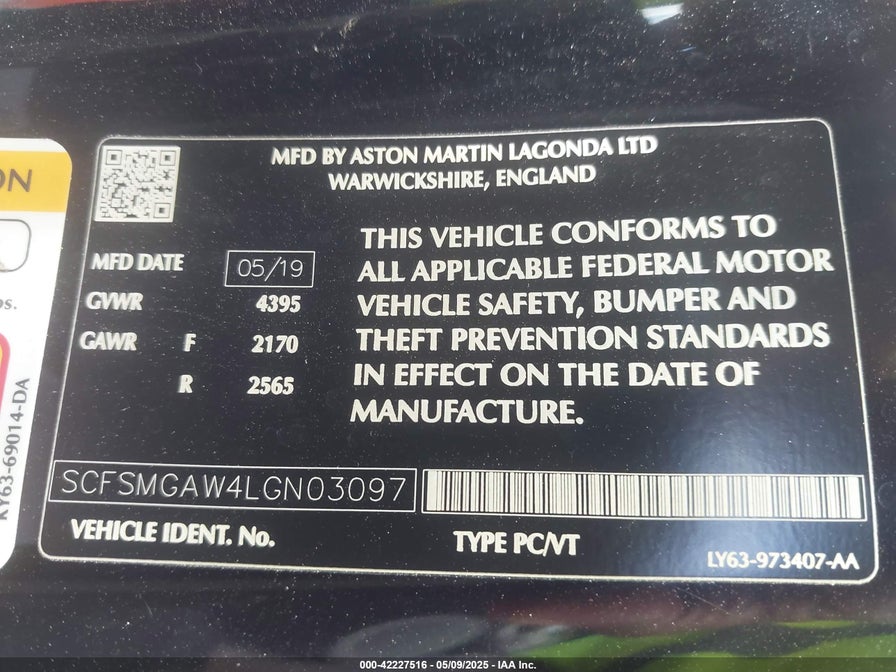 MFD BY ASTON MARTIN LAGONDA LTD
WARWICKSHIRE, ENGLAND
ON
THIS VEHICLE CONFORMS TO
ALL APPLICABLE FEDERAL MOTOR
VEHICLE SAFETY, BUMPER AND
THEFT PREVENTION STANDARDS
IN EFFECT ON THE DATE OF
MANUFACTURE.
MFD DATE 05/19
GVWR 4395
GAWR F 2170
R 2565
os.
KY63-69014-DA
SCFSMGAW4LGN03097
VEHICLE IDENT. No.
TYPE PC/VT
LY63-973407-AA
000-42227516 - 05/09/2025 - IAA Inc.